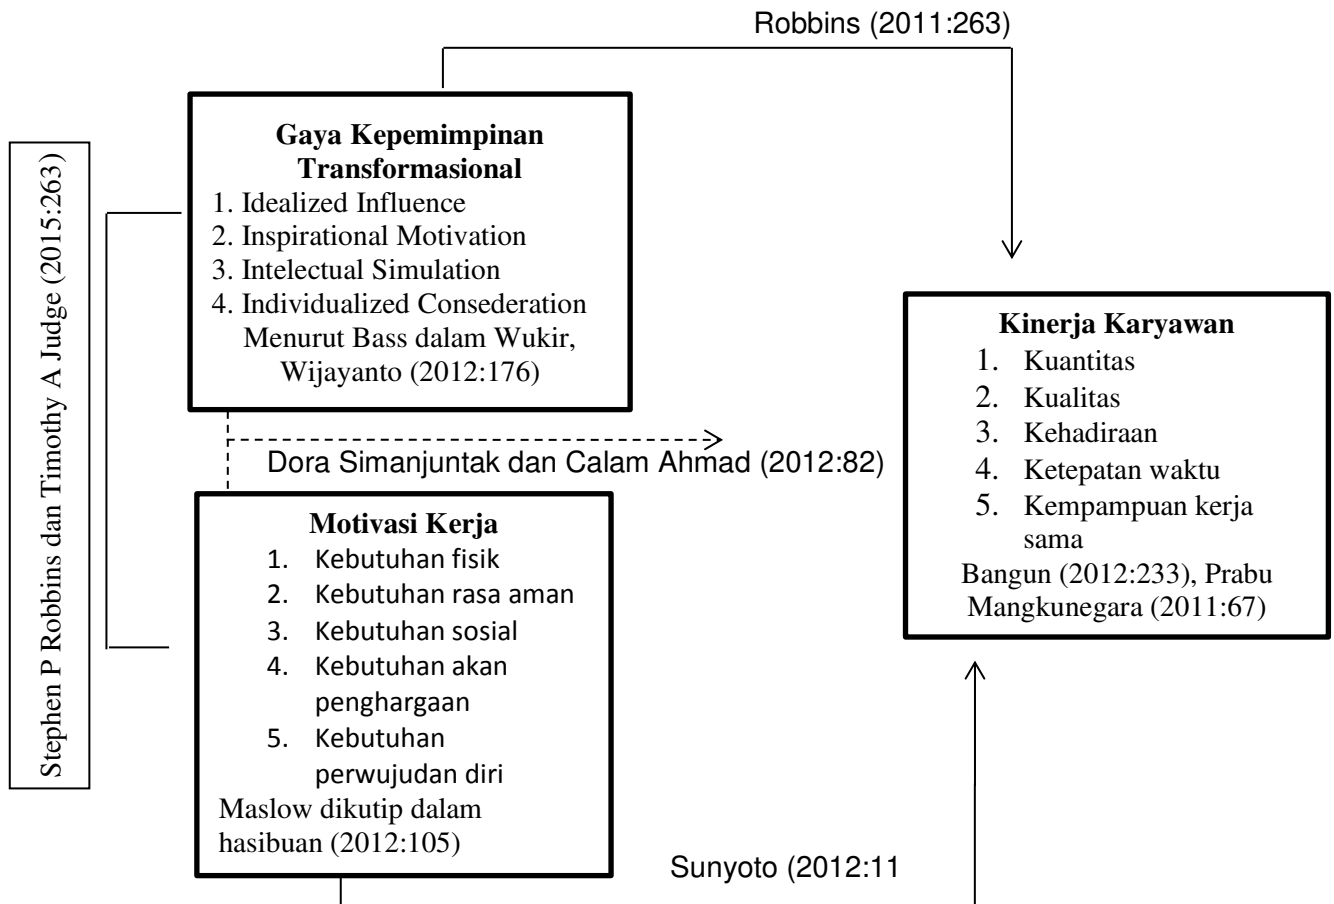 Robbins (2011:263)
Stephen P Robbins dan Timothy A Judge (2015:263)
Gaya Kepemimpinan
Transformasional
1. Idealized Influence
2. Inspirational Motivation
3. Intelectual Simulation
4. Individualized Consederation
Menurut Bass dalam Wukir,
Wijayanto (2012:176)
Dora Simanjuntak dan Calam Ahmad (2012:82)
Motivasi Kerja
1. Kebutuhan fisik
2. Kebutuhan rasa aman
3. Kebutuhan sosial
4. Kebutuhan akan
penghargaan
5. Kebutuhan
perwujudan diri
Maslow dikutip dalam
hasibuan (2012:105)
Kinerja Karyawan
1. Kuantitas
2. Kualitas
3. Kehadiraan
4. Ketepatan waktu
5. Kempampuan kerja
sama
Bangun (2012:233), Prabu
Mangkunegara (2011:67)
Sunyoto (2012:11